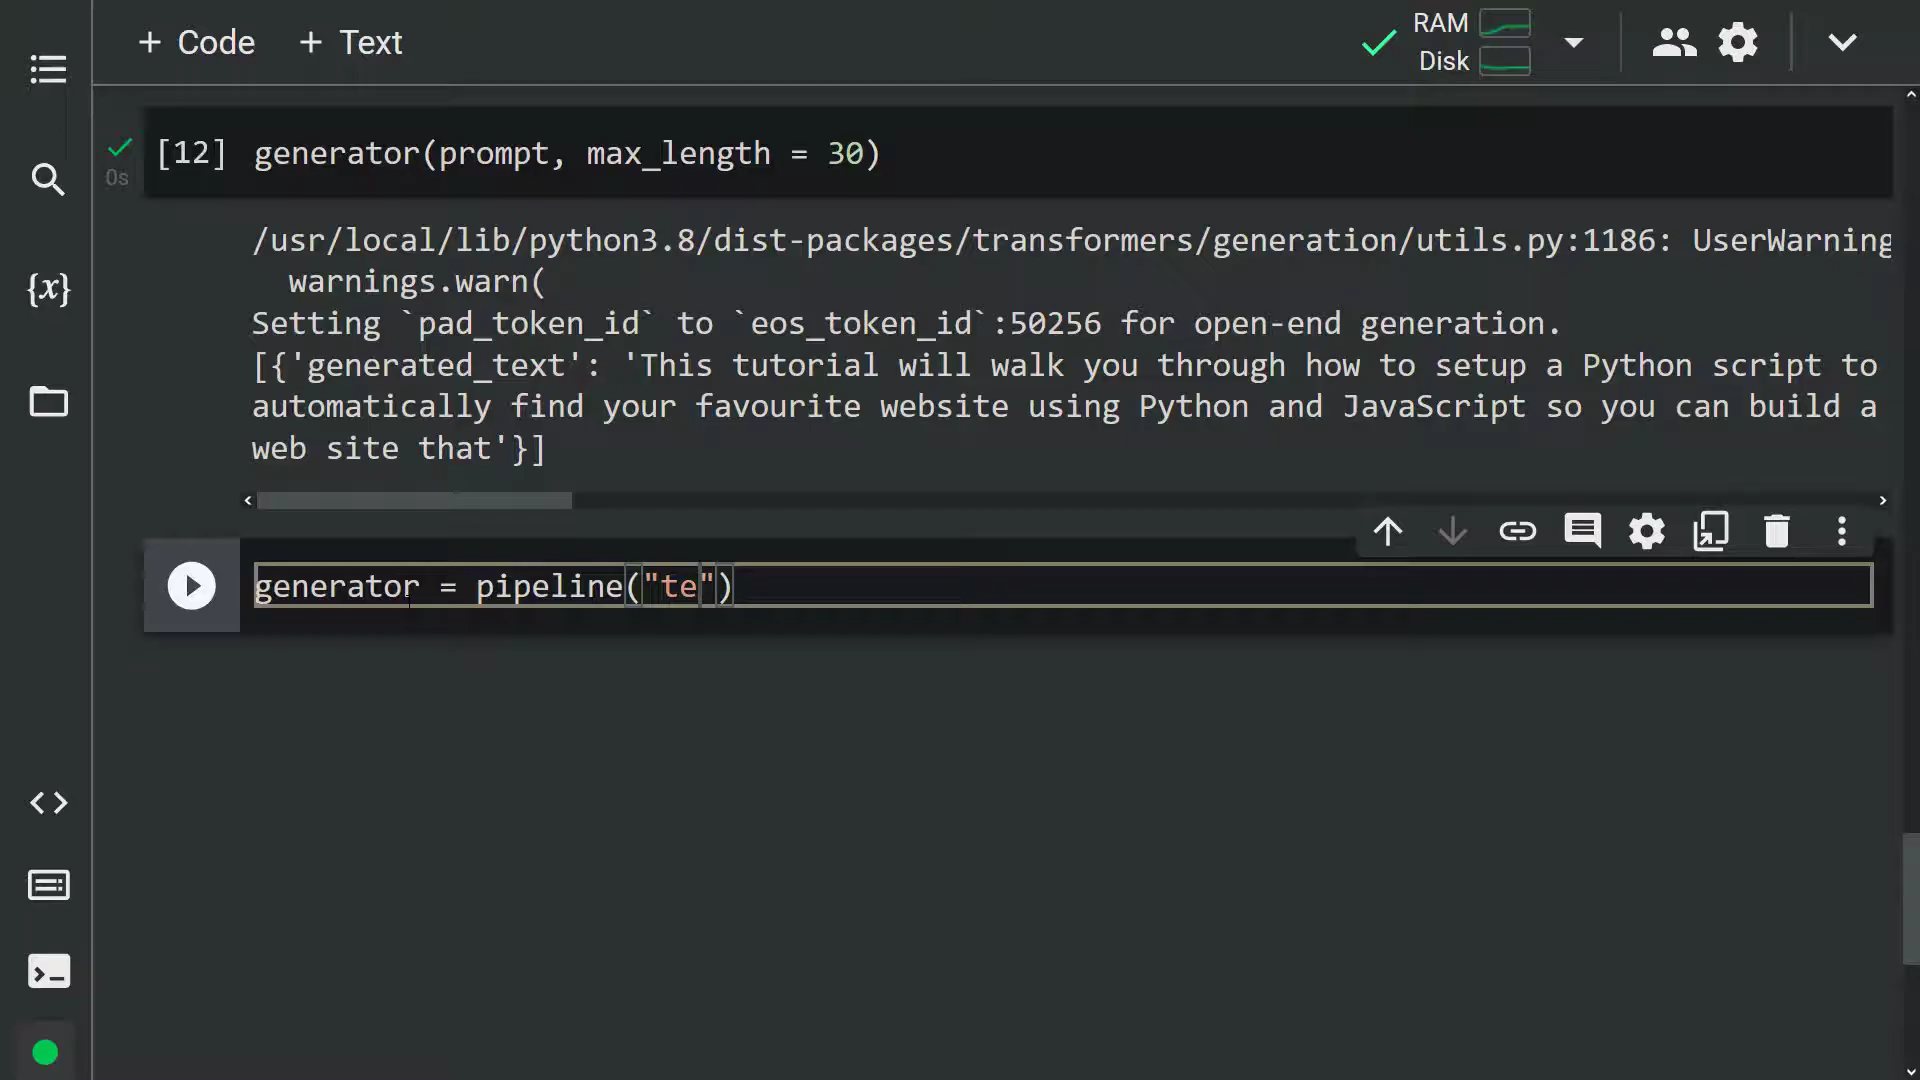 + Code + Text
RAM
Disk
{x}
[12] generator(prompt, max_length = 30)
0s
/usr/local/lib/python3.8/dist-packages/transformers/generation/utils.py:1186: UserWarning
warnings.warn(
Setting `pad_token_id` to `eos_token_id`:50256 for open-end generation.
[{'generated_text': 'This tutorial will walk you through how to setup a Python script to
automatically find your favourite website using Python and JavaScript so you can build a
web site that'}]
generator = pipeline("te")